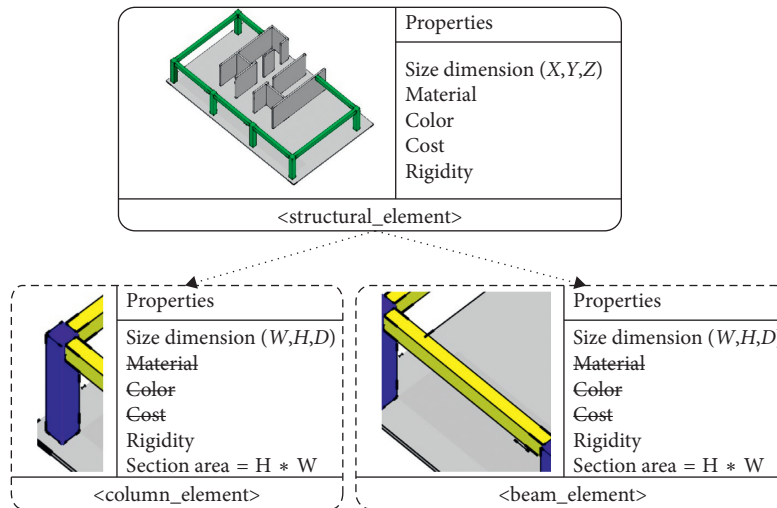 Properties
Size dimension (X,Y,Z)
Material
Color
Cost
Rigidity
<structural_element>
Properties
Size dimension (W,H,D)
Material
Color
Cost
Rigidity
Section area = H * W
<column_element>
Properties
Size dimension (W,H,D)
Material
Color
Cost
Rigidity
Section area = H * W
<beam_element>